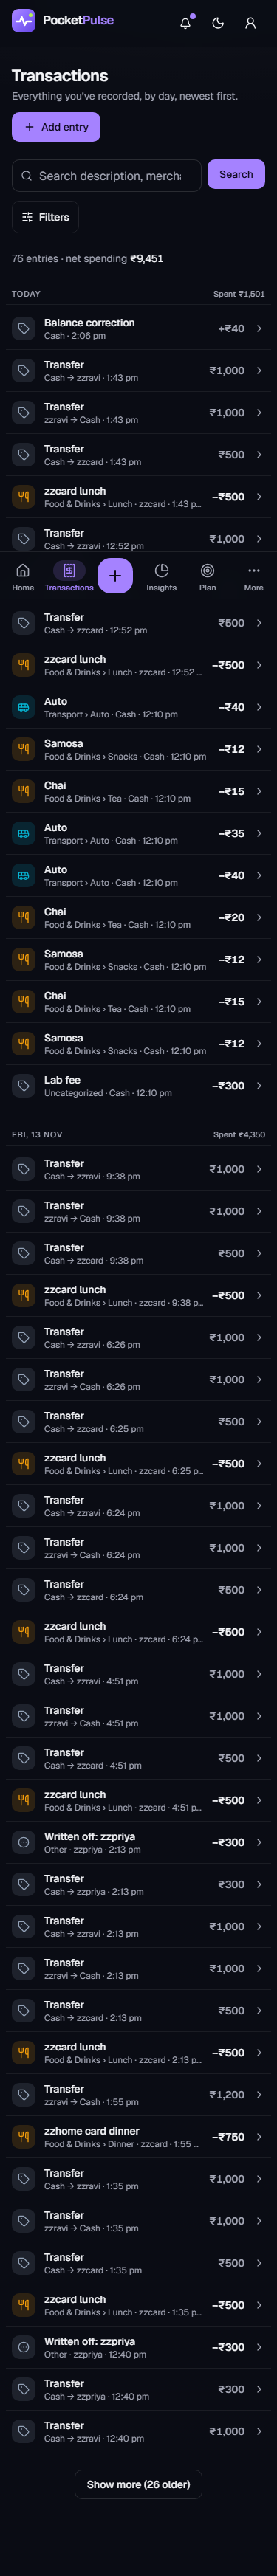 PocketPulse
Transactions
Everything you've recorded, by day, newest first.
+ Add entry
Search description, merch
Search
Filters
76 entries · net spending ₹9,451
TODAY
Spent ₹1,501
Balance correction
+₹40
Cash · 2:06 pm
Transfer
₹1,000
Cash → zzravi · 1:43 pm
Transfer
₹1,000
zzravi → Cash · 1:43 pm
Transfer
₹500
Cash → zzcard · 1:43 pm
zzcard lunch
−₹500
Food & Drinks › Lunch · zzcard · 1:43 p...
Transfer
₹1,000
Cash → zzravi · 12:52 pm
Home
Transactions
Insights
Plan
More
Transfer
₹500
Cash → zzcard · 12:52 pm
zzcard lunch
−₹500
Food & Drinks › Lunch · zzcard · 12:52 ...
Auto
−₹40
Transport › Auto · Cash · 12:10 pm
Samosa
−₹12
Food & Drinks › Snacks · Cash · 12:10 pm
Chai
−₹15
Food & Drinks › Tea · Cash · 12:10 pm
Auto
−₹35
Transport › Auto · Cash · 12:10 pm
Auto
−₹40
Transport › Auto · Cash · 12:10 pm
Chai
−₹20
Food & Drinks › Tea · Cash · 12:10 pm
Samosa
−₹12
Food & Drinks › Snacks · Cash · 12:10 pm
Chai
−₹15
Food & Drinks › Tea · Cash · 12:10 pm
Samosa
−₹12
Food & Drinks › Snacks · Cash · 12:10 pm
Lab fee
−₹300
Uncategorized · Cash · 12:10 pm
FRI, 13 NOV
Spent ₹4,350
Transfer
₹1,000
Cash → zzravi · 9:38 pm
Transfer
₹1,000
zzravi → Cash · 9:38 pm
Transfer
₹500
Cash → zzcard · 9:38 pm
zzcard lunch
−₹500
Food & Drinks › Lunch · zzcard · 9:38 p...
Transfer
₹1,000
Cash → zzravi · 6:26 pm
Transfer
₹1,000
zzravi → Cash · 6:26 pm
Transfer
₹500
Cash → zzcard · 6:25 pm
zzcard lunch
−₹500
Food & Drinks › Lunch · zzcard · 6:25 p...
Transfer
₹1,000
Cash → zzravi · 6:24 pm
Transfer
₹1,000
zzravi → Cash · 6:24 pm
Transfer
₹500
Cash → zzcard · 6:24 pm
zzcard lunch
−₹500
Food & Drinks › Lunch · zzcard · 6:24 p...
Transfer
₹1,000
Cash → zzravi · 4:51 pm
Transfer
₹1,000
zzravi → Cash · 4:51 pm
Transfer
₹500
Cash → zzcard · 4:51 pm
zzcard lunch
−₹500
Food & Drinks › Lunch · zzcard · 4:51 p...
Written off: zzpriya
−₹300
Other · zzpriya · 2:13 pm
Transfer
₹300
Cash → zzpriya · 2:13 pm
Transfer
₹1,000
Cash → zzravi · 2:13 pm
Transfer
₹1,000
zzravi → Cash · 2:13 pm
Transfer
₹500
Cash → zzcard · 2:13 pm
zzcard lunch
−₹500
Food & Drinks › Lunch · zzcard · 2:13 p...
Transfer
₹1,200
zzravi → Cash · 1:55 pm
zzhome card dinner
−₹750
Food & Drinks › Dinner · zzcard · 1:55 ...
Transfer
₹1,000
Cash → zzravi · 1:35 pm
Transfer
₹1,000
zzravi → Cash · 1:35 pm
Transfer
₹500
Cash → zzcard · 1:35 pm
zzcard lunch
−₹500
Food & Drinks › Lunch · zzcard · 1:35 p...
Written off: zzpriya
−₹300
Other · zzpriya · 12:40 pm
Transfer
₹300
Cash → zzpriya · 12:40 pm
Transfer
₹1,000
Cash → zzravi · 12:40 pm
Show more (26 older)